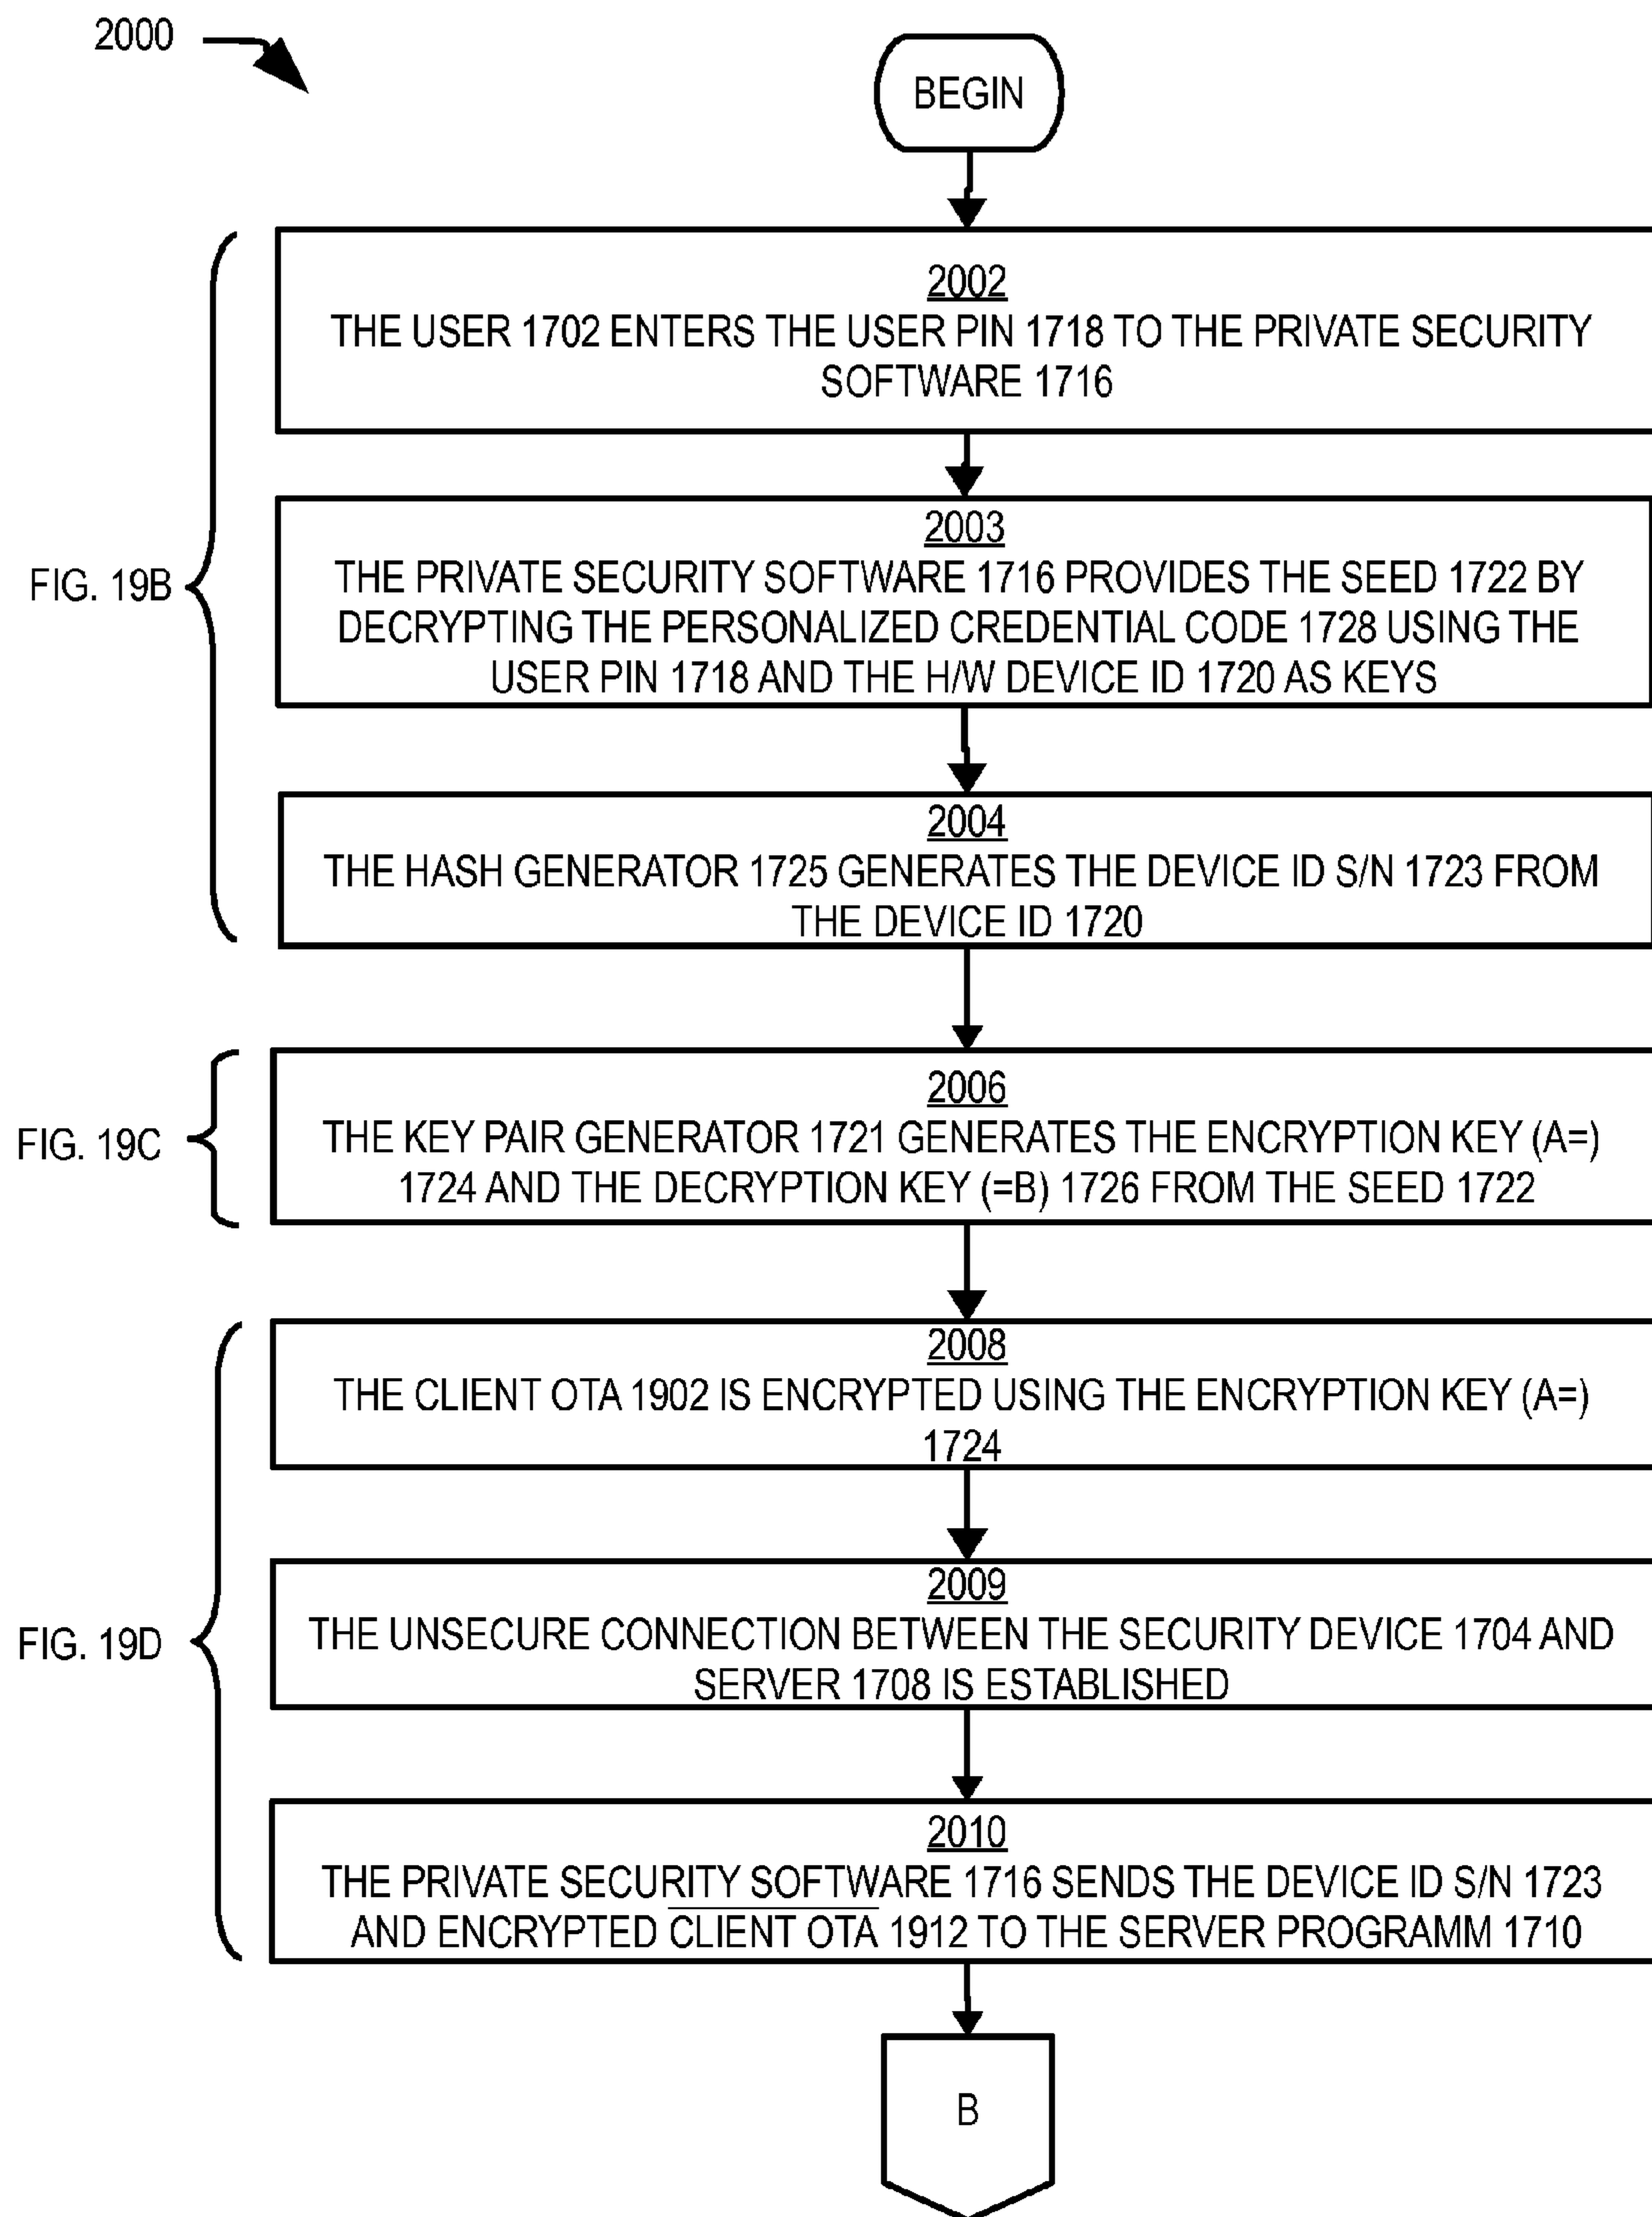 2000
BEGIN
2002
THE USER 1702 ENTERS THE USER PIN 1718 TO THE PRIVATE SECURITY
SOFTWARE 1716
2003
THE PRIVATE SECURITY SOFTWARE 1716 PROVIDES THE SEED 1722 BY
DECRYPTING THE PERSONALIZED CREDENTIAL CODE 1728 USING THE
USER PIN 1718 AND THE H/W DEVICE ID 1720 AS KEYS
FIG. 19B
2004
THE HASH GENERATOR 1725 GENERATES THE DEVICE ID S/N 1723 FROM
THE DEVICE ID 1720
2006
THE KEY PAIR GENERATOR 1721 GENERATES THE ENCRYPTION KEY (A=)
1724 AND THE DECRYPTION KEY (=B) 1726 FROM THE SEED 1722
FIG. 19C
2008
THE CLIENT OTA 1902 IS ENCRYPTED USING THE ENCRYPTION KEY (A=)
1724
2009
THE UNSECURE CONNECTION BETWEEN THE SECURITY DEVICE 1704 AND
SERVER 1708 IS ESTABLISHED
FIG. 19D
2010
THE PRIVATE SECURITY SOFTWARE 1716 SENDS THE DEVICE ID S/N 1723
AND ENCRYPTED CLIENT OTA 1912 TO THE SERVER PROGRAMM 1710
B